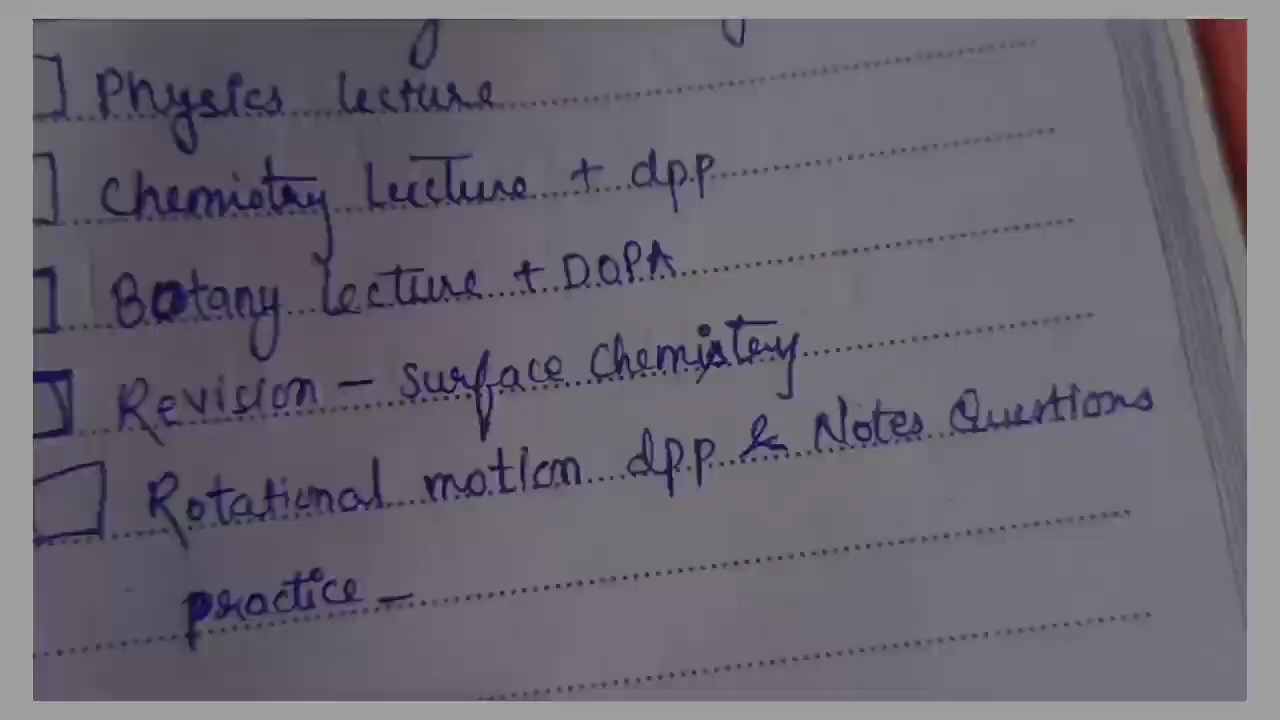 Physics lecture
Chemistry lecture + dpp
Botany lecture + DOPA
Revision - surface chemistry
Rotational motion dpp & Notes Questions
practice -